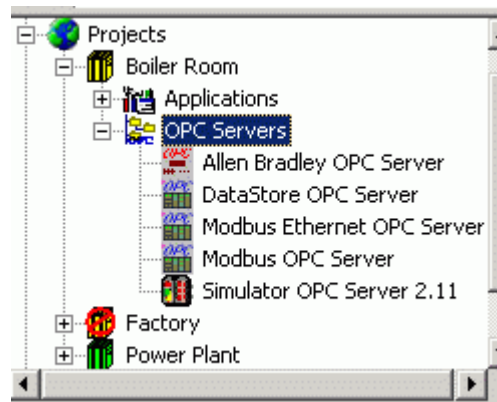 Projects
Boiler Room
Applications
OPC Servers
Allen Bradley OPC Server
DataStore OPC Server
Modbus Ethernet OPC Server
Modbus OPC Server
Simulator OPC Server 2.11
Factory
Power Plant